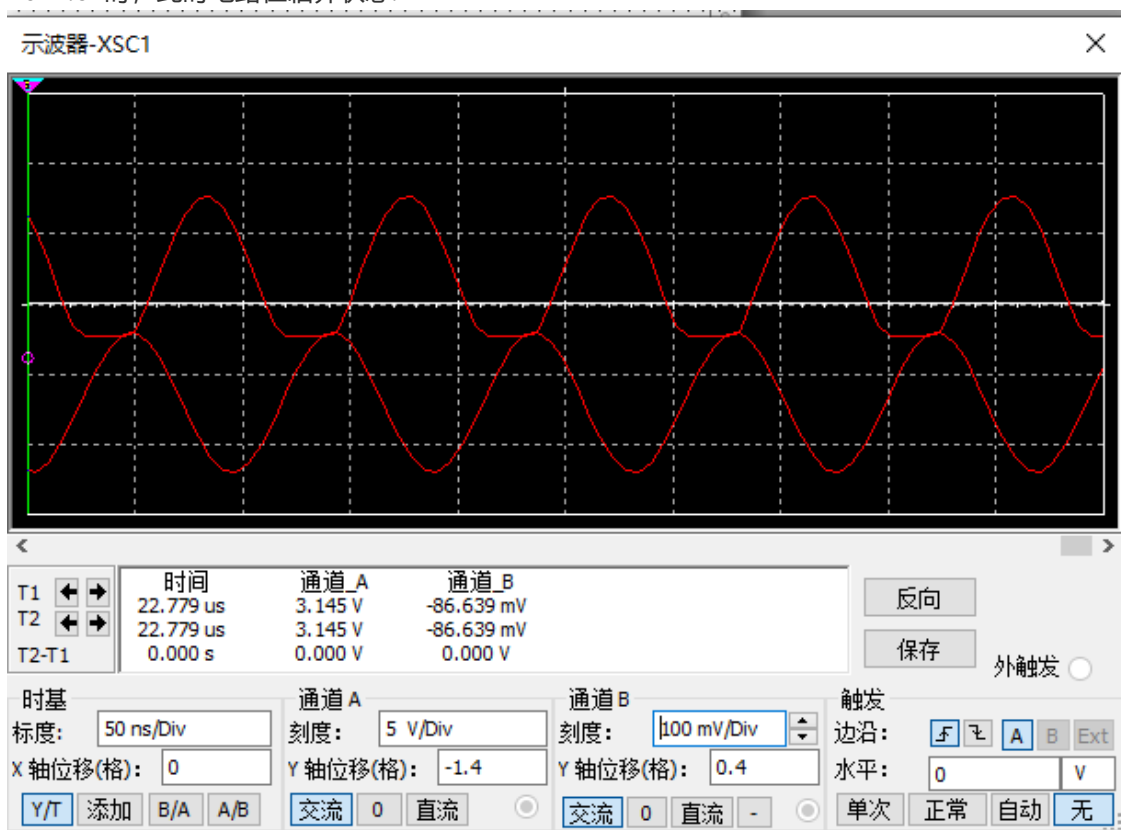 示波器-XSC1
时间 通道_A 通道_B
T1 22.779 us 3.145 V -86.639 mV
T2 22.779 us 3.145 V -86.639 mV
T2-T1 0.000 s 0.000 V 0.000 V
反向
保存
外触发
时基 通道 A 通道 B 触发
标度: 50 ns/Div 刻度: 5 V/Div 刻度: 100 mV/Div 边沿: A B Ext
X 轴位移(格): 0 Y 轴位移(格): -1.4 Y 轴位移(格): 0.4 水平: 0 V
Y/T 添加 B/A A/B 交流 0 直流 交流 0 直流 - 单次 正常 自动 无